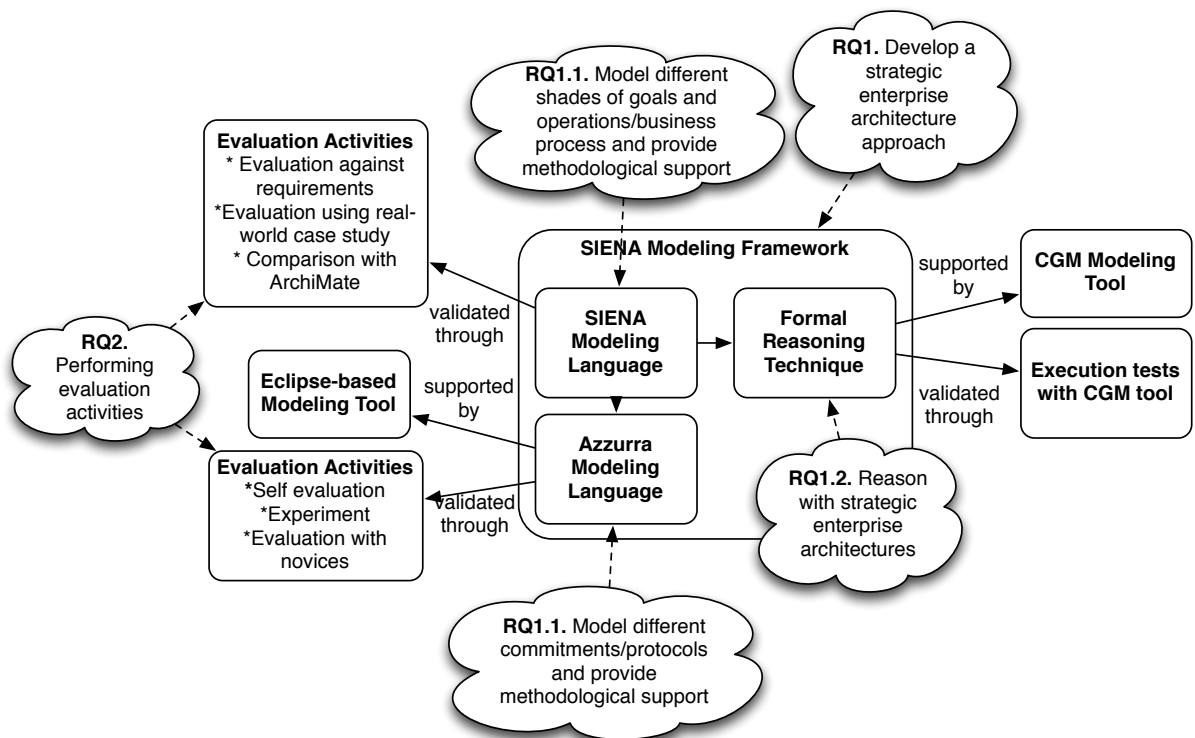 RQ1. Develop a
strategic
enterprise
architecture
approach
RQ1.1. Model different
shades of goals and
operations/business
process and provide
methodological support
Evaluation Activities
* Evaluation against
requirements
*Evaluation using real-
world case study
* Comparison with
ArchiMate
SIENA Modeling Framework
supported
by
CGM Modeling
Tool
validated
through
SIENA
Modeling
Language
Formal
Reasoning
Technique
RQ2.
Performing
evaluation
activities
Eclipse-based
Modeling Tool
supported
by
Execution tests
with CGM tool
validated
through
Azzurra
Modeling
Language
Evaluation Activities
*Self evaluation
*Experiment
*Evaluation with
novices
validated
through
RQ1.2. Reason
with strategic
enterprise
architectures
RQ1.1. Model different
commitments/protocols
and provide
methodological support